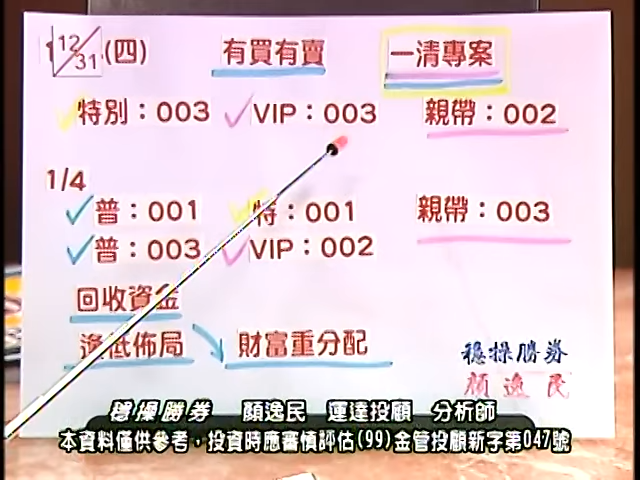 12/31 (四) 有買有賣 一清專案
特別：003 VIP：003 親帶：002
1/4
普：001 特：001 親帶：003
普：003 VIP：002
回收資金
逢低佈局 財富重分配
穩操勝券
顏逸民
穩操勝券 顏逸民 運達投顧 分析師
本資料僅供參考，投資時應審慎評估(99)金管投顧新字第047號